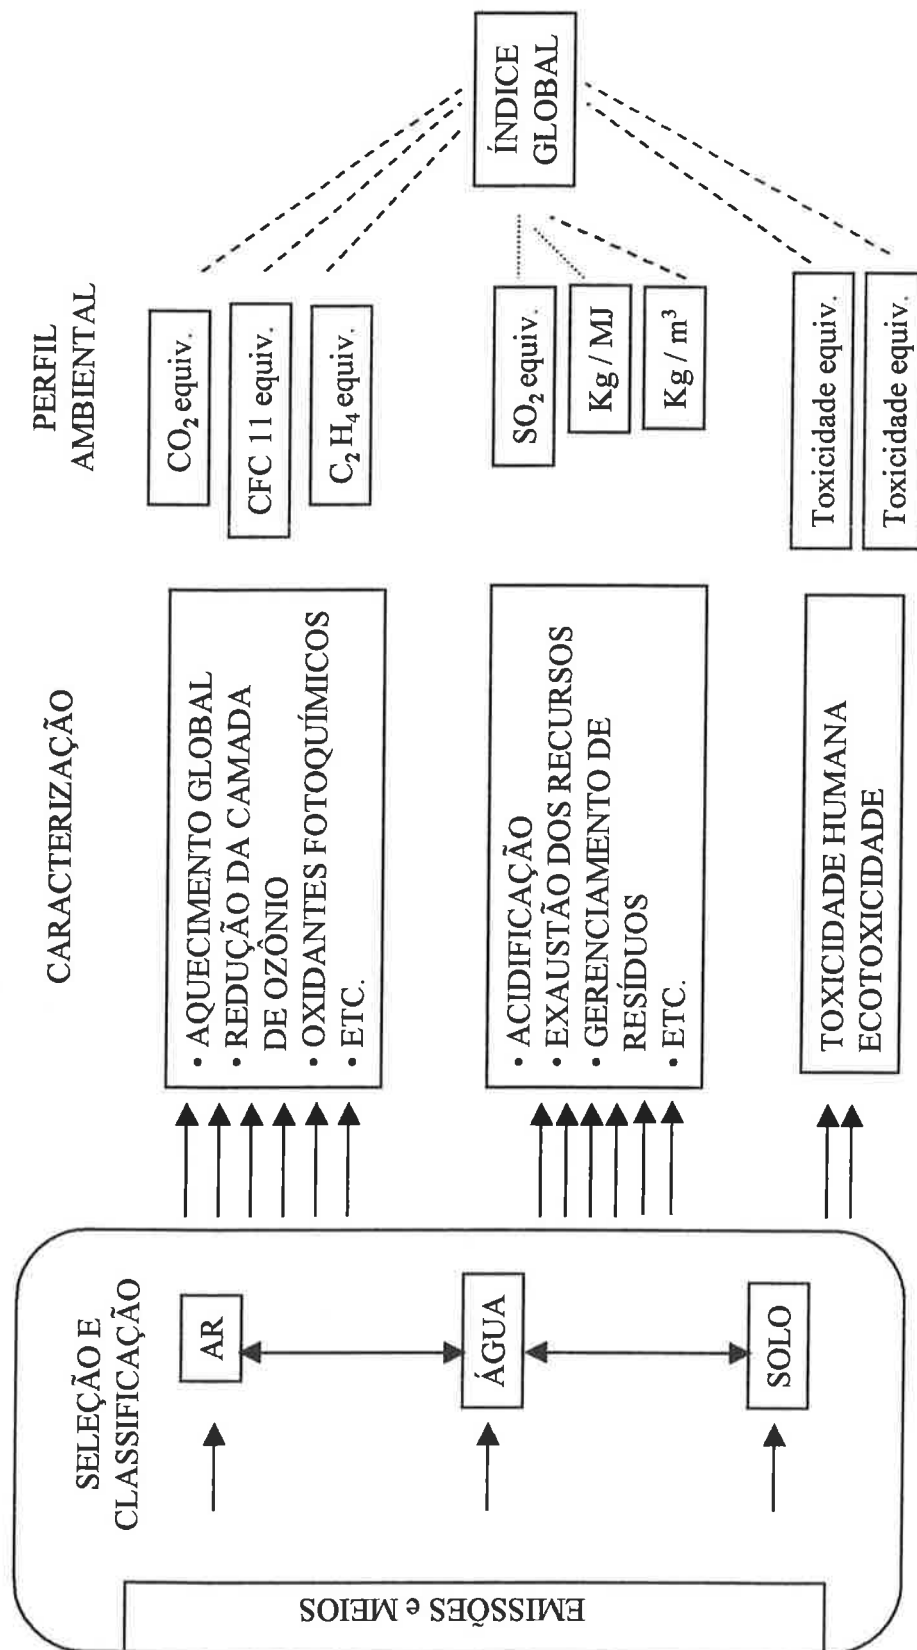 EMISSÕES e MEIOS
SELEÇÃO E
CLASSIFICAÇÃO
AR
ÁGUA
SOLO
CARACTERIZAÇÃO
• AQUECIMENTO GLOBAL
• REDUÇÃO DA CAMADA
DE OZÔNIO
• OXIDANTES FOTOQUÍMICOS
• ETC.
• ACIDIFICAÇÃO
• EXAUSTÃO DOS RECURSOS
• GERENCIAMENTO DE
RESÍDUOS
• ETC.
TOXICIDADE HUMANA
ECOTOXICIDADE
PERFIL
AMBIENTAL
CO₂ equiv.
CFC 11 equiv.
C₂ H₄ equiv.
SO₂ equiv.
Kg / MJ
Kg / m³
Toxicidade equiv.
Toxicidade equiv.
ÍNDICE
GLOBAL